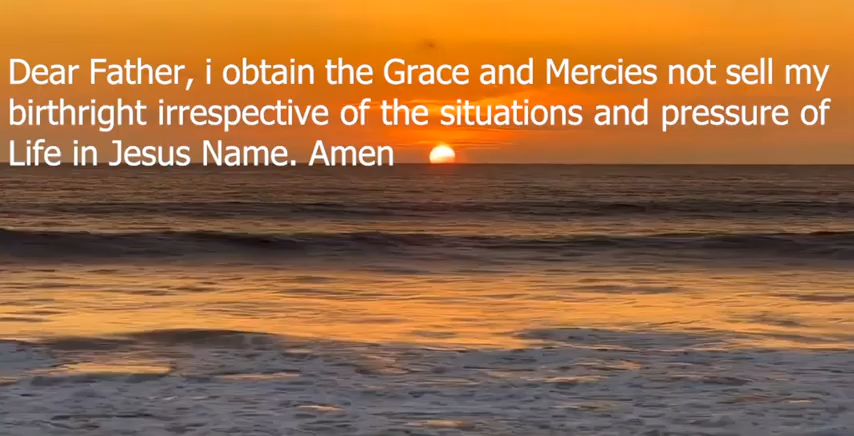 Dear Father, i obtain the Grace and Mercies not sell my
birthright irrespective of the situations and pressure of
Life in Jesus Name. Amen